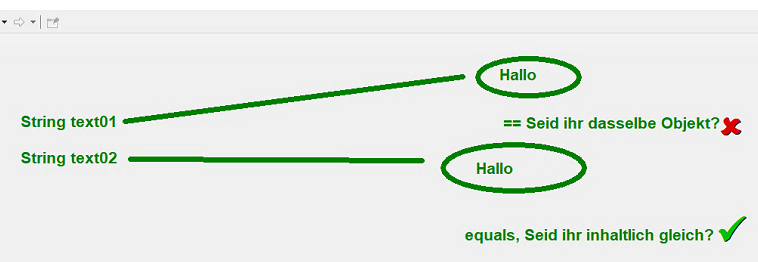 Hallo
String text01
== Seid ihr dasselbe Objekt?
String text02
Hallo
equals, Seid ihr inhaltlich gleich?